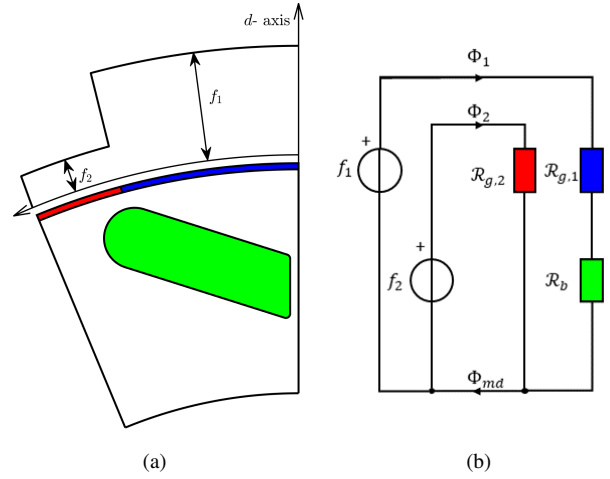 d- axis
f₁
f₂
(a)
Φ₁
Φ₂
+
f₁
ℛg,2
ℛg,1
+
f₂
ℛb
Φmd
(b)